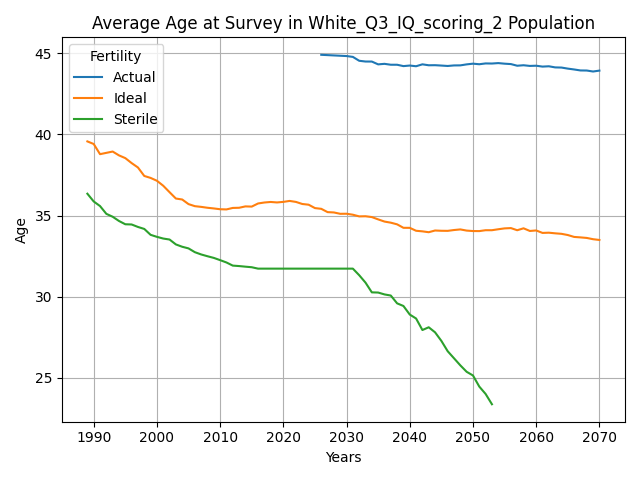 Average Age at Survey in White_Q3_IQ_scoring_2 Population
Fertility
Actual
Ideal
Sterile
Age
45
40
35
30
25
1990 2000 2010 2020 2030 2040 2050 2060 2070
Years